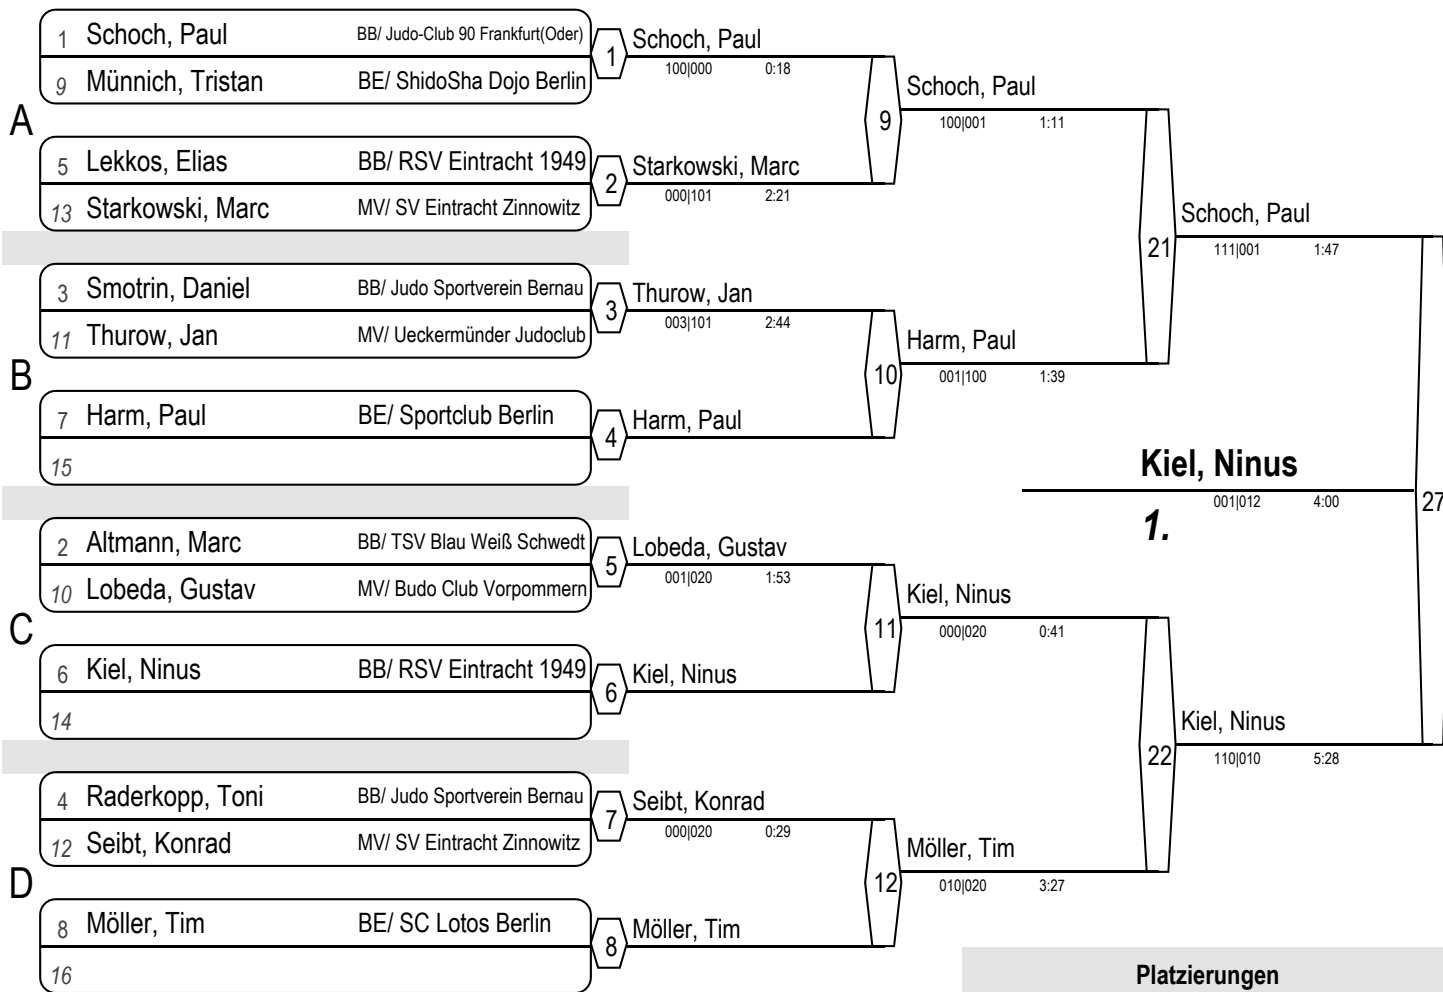 1 Schoch, Paul BB/ Judo-Club 90 Frankfurt(Oder)
9 Münnich, Tristan BE/ ShidoSha Dojo Berlin
1 Schoch, Paul
100|000 0:18
A
5 Lekkos, Elias BB/ RSV Eintracht 1949
13 Starkowski, Marc MV/ SV Eintracht Zinnowitz
2 Starkowski, Marc
000|101 2:21
9 Schoch, Paul
100|001 1:11
3 Smotrin, Daniel BB/ Judo Sportverein Bernau
11 Thurow, Jan MV/ Ueckermünder Judoclub
3 Thurow, Jan
003|101 2:44
B
7 Harm, Paul BE/ Sportclub Berlin
15
4 Harm, Paul
10 Harm, Paul
001|100 1:39
21 Schoch, Paul
111|001 1:47
2 Altmann, Marc BB/ TSV Blau Weiß Schwedt
10 Lobeda, Gustav MV/ Budo Club Vorpommern
5 Lobeda, Gustav
001|020 1:53
C
6 Kiel, Ninus BB/ RSV Eintracht 1949
14
6 Kiel, Ninus
11 Kiel, Ninus
000|020 0:41
4 Raderkopp, Toni BB/ Judo Sportverein Bernau
12 Seibt, Konrad MV/ SV Eintracht Zinnowitz
7 Seibt, Konrad
000|020 0:29
D
8 Möller, Tim BE/ SC Lotos Berlin
16
8 Möller, Tim
12 Möller, Tim
010|020 3:27
22 Kiel, Ninus
110|010 5:28
27 Kiel, Ninus
001|012 4:00
1.
Platzierungen